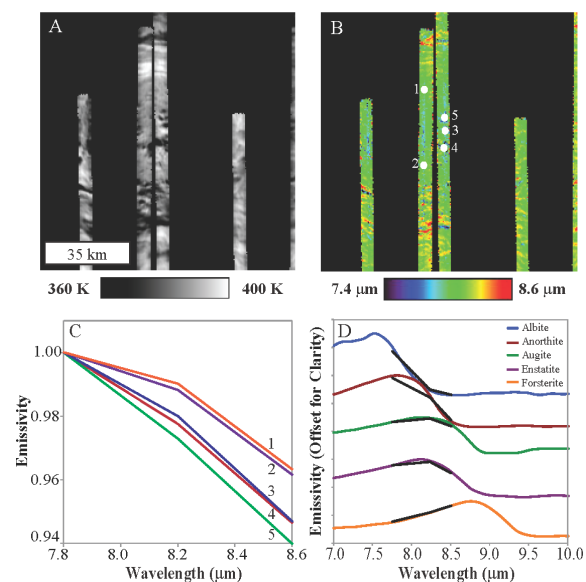 A
35 km
360 K
400 K
B
1
5
3
4
2
7.4 μm
8.6 μm
C
Emissivity
1.00
0.98
0.96
0.94
1
2
3
4
5
7.8
8.0
8.2
8.4
8.6
Wavelength (μm)
D
Emissivity (Offset for Clarity)
Albite
Anorthite
Augite
Enstatite
Forsterite
7.0
7.5
8.0
8.5
9.0
9.5
10.0
Wavelength (μm)